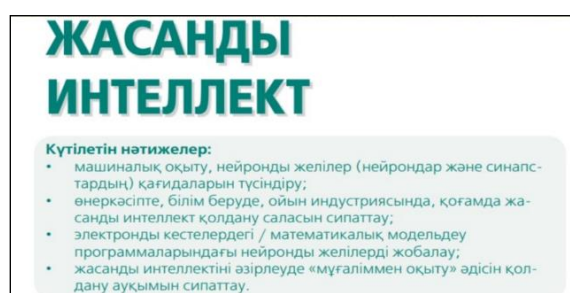 ЖАСАНДЫ
ИНТЕЛЛЕКТ
Күтілетін нәтижелер:
• машиналық оқыту, нейронды желілер (нейрондар және синапс-
тардың) қағидаларын түсіндіру;
• өнеркәсіпте, білім беруде, ойын индустриясында, қоғамда жа-
санды интеллект қолдану саласын сипаттау;
• электронды кестелердегі / математикалық модельдеу
программаларындағы нейронды желілерді жобалау;
• жасанды интеллектіні әзірлеуде «мұғаліммен оқыту» әдісін қол-
дану ауқымын сипаттау.